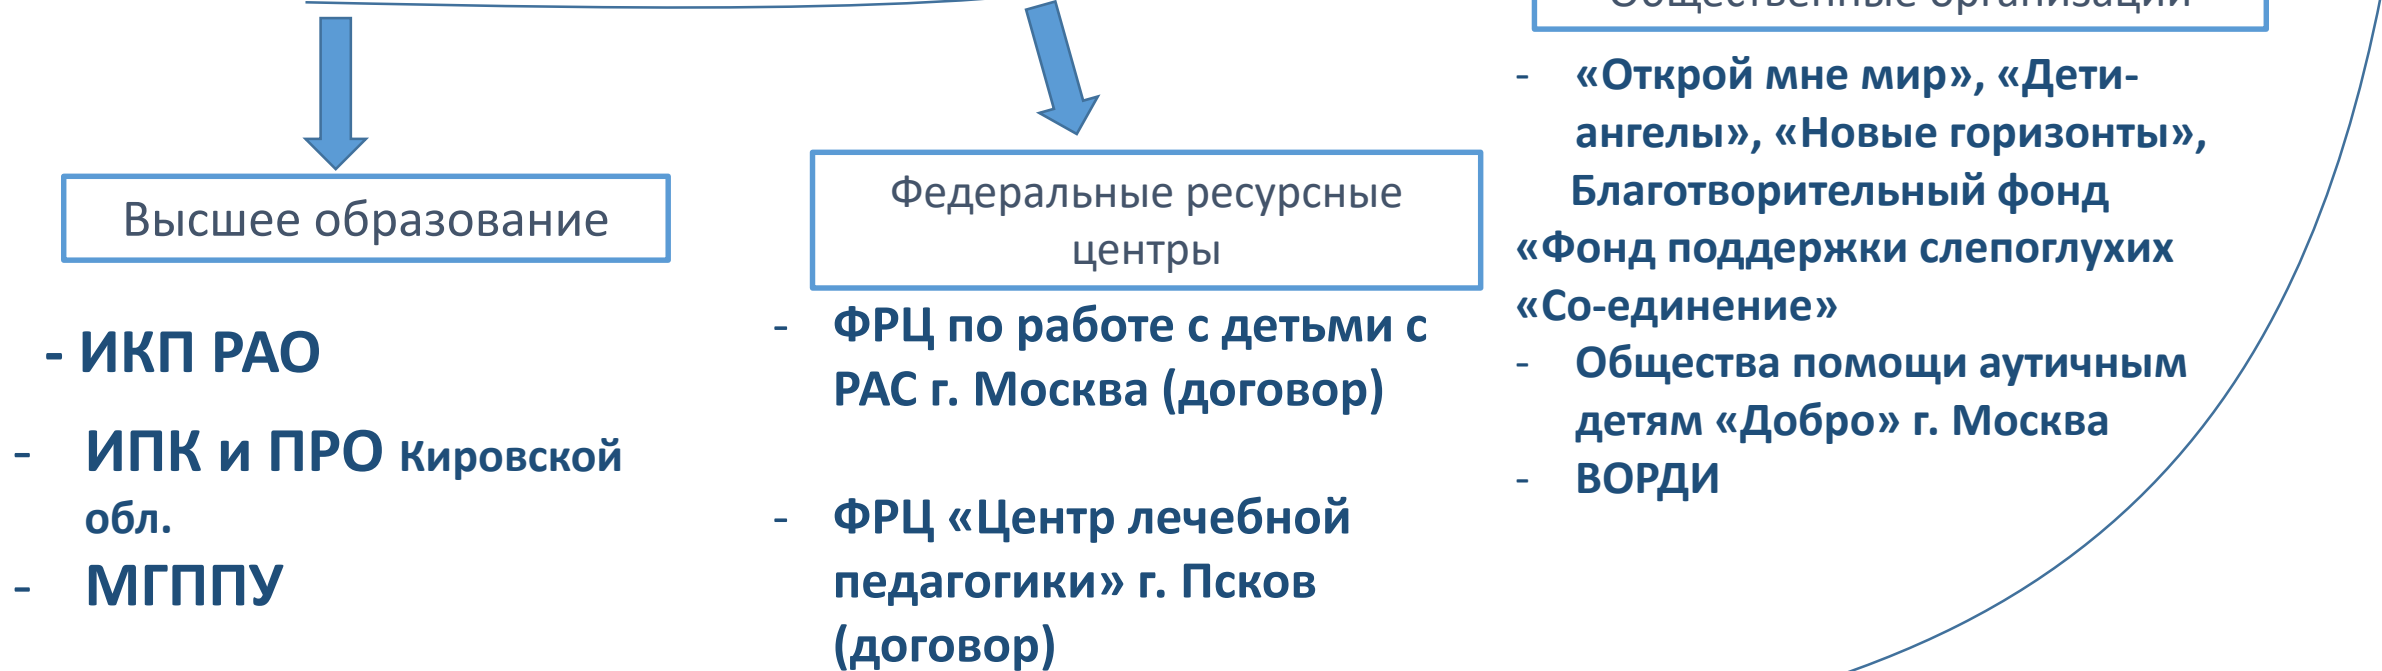 Высшее образование
- ИКП РАО
- ИПК и ПРО Кировской
обл.
- МГППУ
Федеральные ресурсные
центры
- ФРЦ по работе с детьми с
РАС г. Москва (договор)
- ФРЦ «Центр лечебной
педагогики» г. Псков
(договор)
Общественные организации
- «Открой мне мир», «Дети-
ангелы», «Новые горизонты»,
Благотворительный фонд
«Фонд поддержки слепоглухих
«Со-единение»
- Общества помощи аутичным
детям «Добро» г. Москва
- ВОРДИ